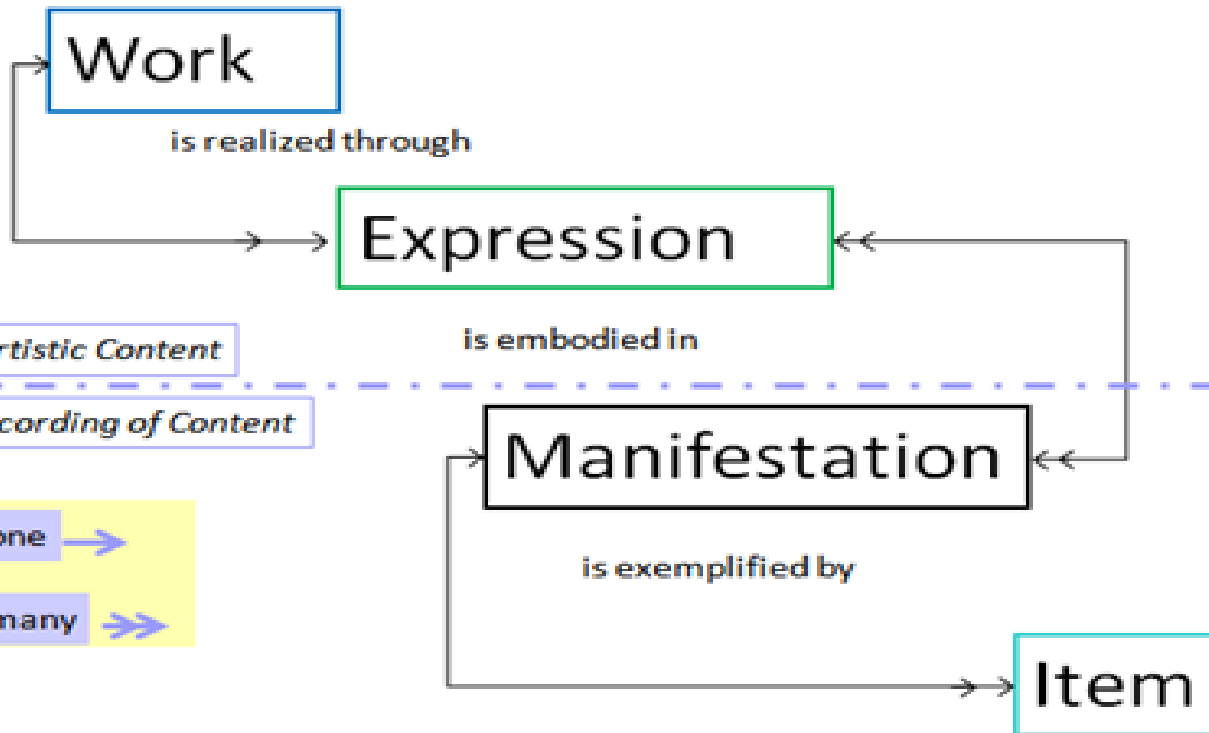 Work
is realized through
Expression
is embodied in
rtistic Content
cording of Content
Manifestation
one
is exemplified by
many
Item